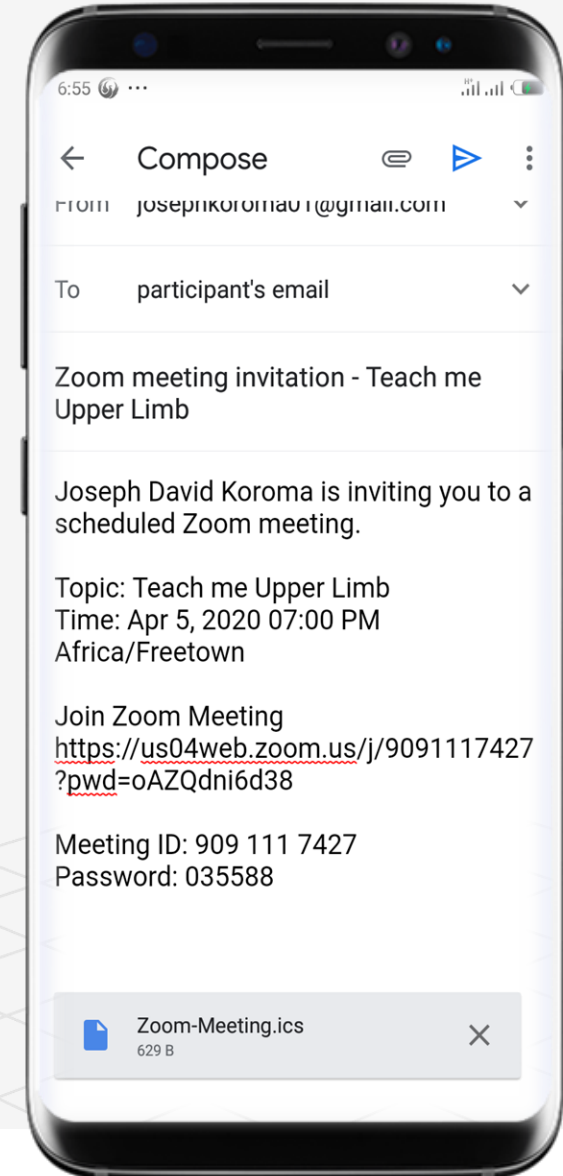 6:55 ...
Compose
From josephkoroma01@gmail.com
To participant's email
Zoom meeting invitation - Teach me
Upper Limb
Joseph David Koroma is inviting you to a
scheduled Zoom meeting.
Topic: Teach me Upper Limb
Time: Apr 5, 2020 07:00 PM
Africa/Freetown
Join Zoom Meeting
https://us04web.zoom.us/j/9091117427
?pwd=oAZQdni6d38
Meeting ID: 909 111 7427
Password: 035588
Zoom-Meeting.ics
629 B